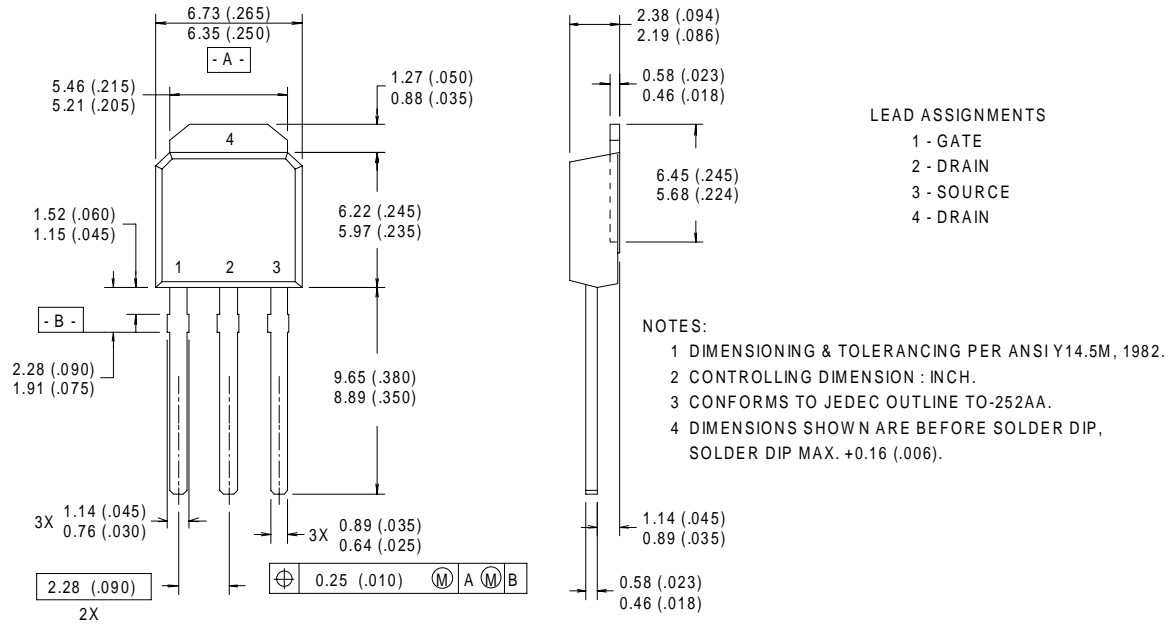 6.73 (.265)
6.35 (.250)
- A -
5.46 (.215)
5.21 (.205)
1.27 (.050)
0.88 (.035)
4
1.52 (.060)
1.15 (.045)
6.22 (.245)
5.97 (.235)
1 2 3
- B -
2.28 (.090)
1.91 (.075)
9.65 (.380)
8.89 (.350)
3X 1.14 (.045)
0.76 (.030)
3X 0.89 (.035)
0.64 (.025)
2.28 (.090)
2X
⌖ 0.25 (.010) Ⓜ A Ⓜ B
2.38 (.094)
2.19 (.086)
0.58 (.023)
0.46 (.018)
6.45 (.245)
5.68 (.224)
1.14 (.045)
0.89 (.035)
0.58 (.023)
0.46 (.018)
LEAD ASSIGNMENTS
1 - GATE
2 - DRAIN
3 - SOURCE
4 - DRAIN
NOTES:
1 DIMENSIONING & TOLERANCING PER ANSI Y14.5M, 1982.
2 CONTROLLING DIMENSION : INCH.
3 CONFORMS TO JEDEC OUTLINE TO-252AA.
4 DIMENSIONS SHOWN ARE BEFORE SOLDER DIP,
SOLDER DIP MAX. +0.16 (.006).